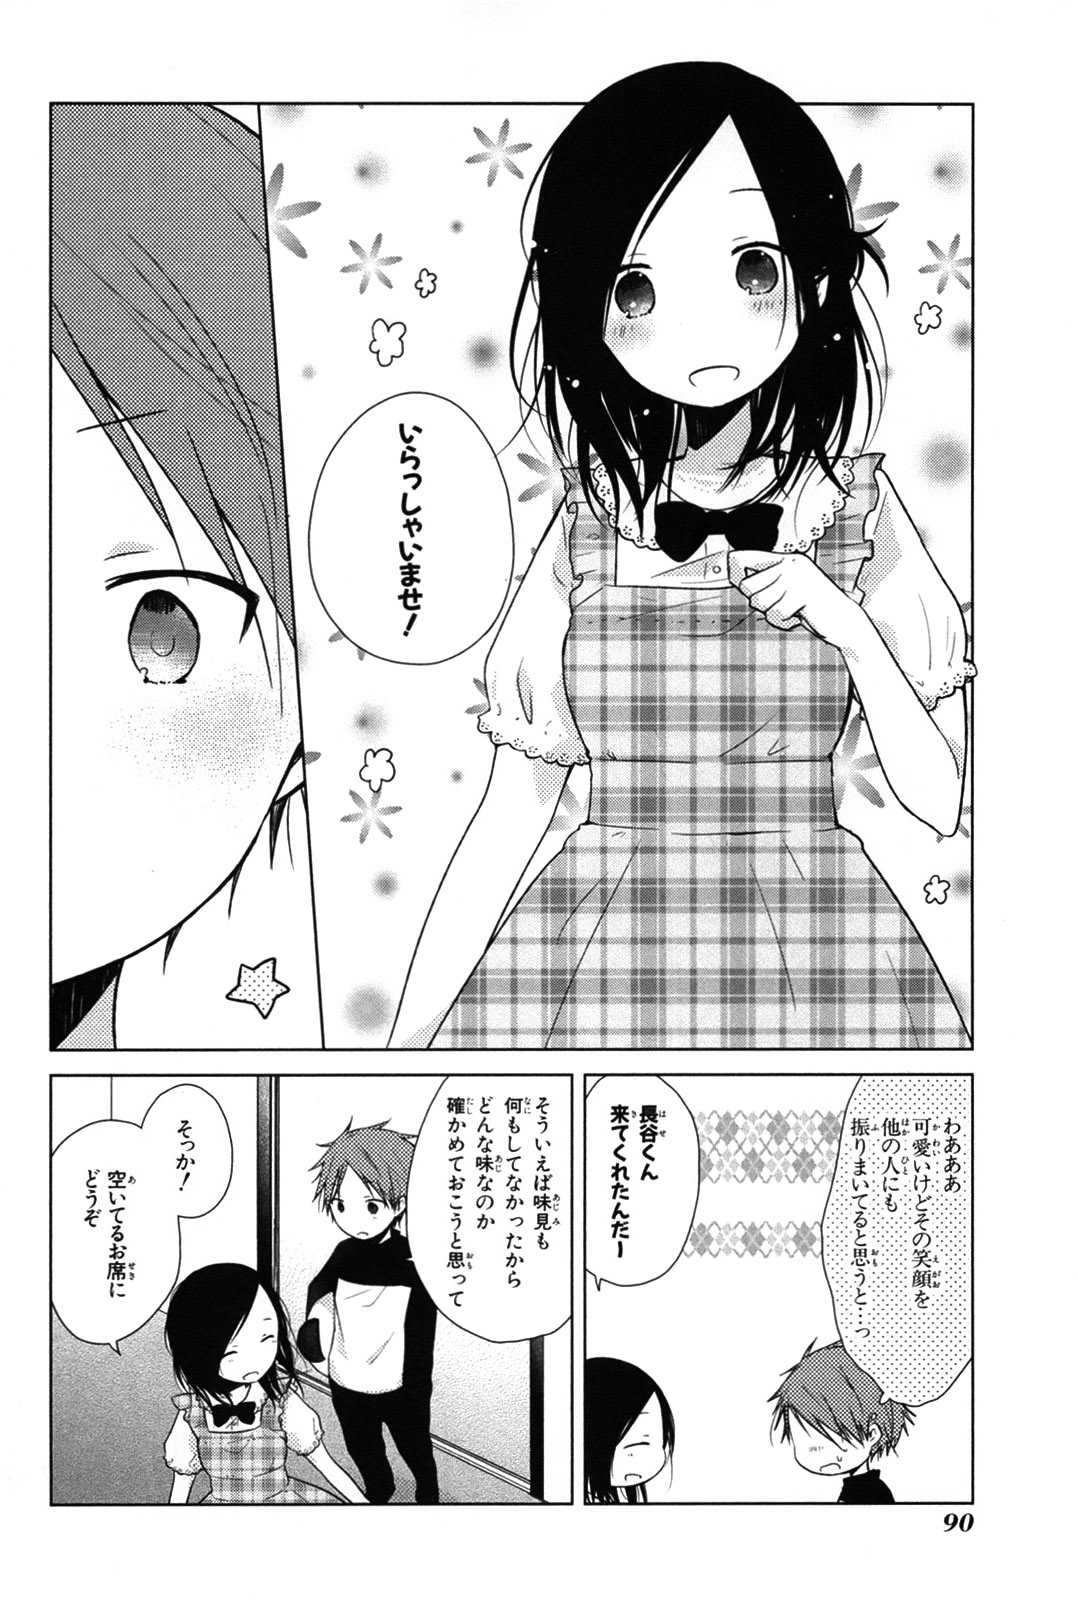 いらっしゃいませ！
わあああ
可愛いけどその笑顔を
他の人にも
振りまいてると思うと…っ
長谷くん
来てくれたんだー
そういえば味見も
何もしてなかったから
どんな味なのか
確かめておこうと思って
そっか！
空いてるお席に
どうぞ
90